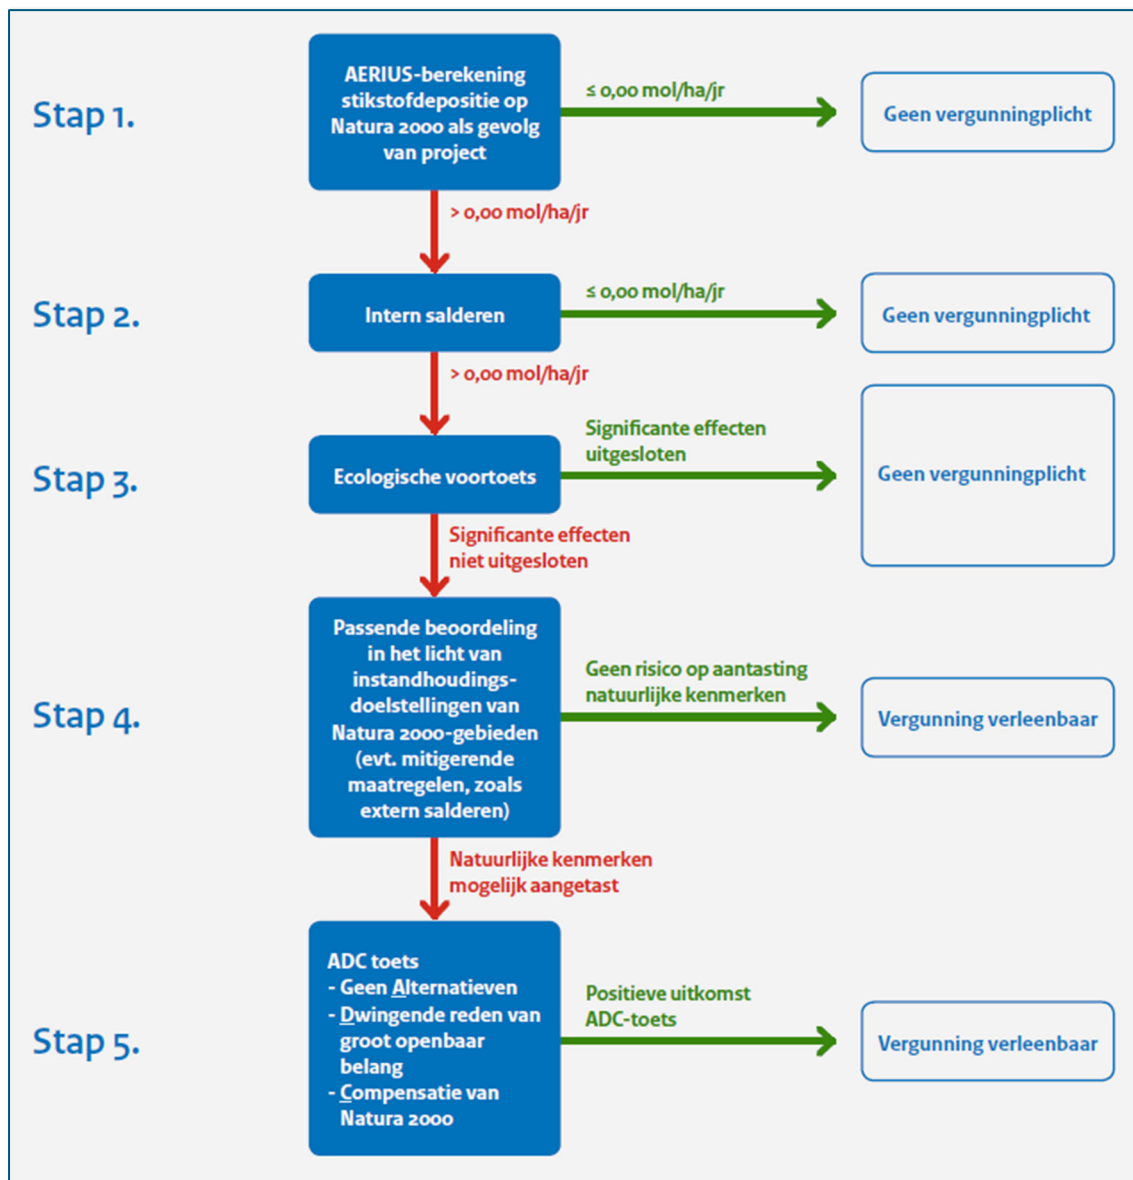 Stap 1.
AERIUS-berekening
stikstofdepositie op
Natura 2000 als gevolg
van project
≤ 0,00 mol/ha/jr
Geen vergunningplicht
> 0,00 mol/ha/jr
Stap 2.
Intern salderen
≤ 0,00 mol/ha/jr
Geen vergunningplicht
> 0,00 mol/ha/jr
Stap 3.
Ecologische voortoets
Significante effecten
uitgesloten
Geen vergunningplicht
Significante effecten
niet uitgesloten
Stap 4.
Passende beoordeling
in het licht van
instandhoudings-
doelstellingen van
Natura 2000-gebieden
(evt. mitigerende
maatregelen, zoals
extern salderen)
Geen risico op aantasting
natuurlijke kenmerken
Vergunning verleenbaar
Natuurlijke kenmerken
mogelijk aangetast
Stap 5.
ADC toets
- Geen Alternatieven
- Dwingende reden van
groot openbaar
belang
- Compensatie van
Natura 2000
Positieve uitkomst
ADC-toets
Vergunning verleenbaar